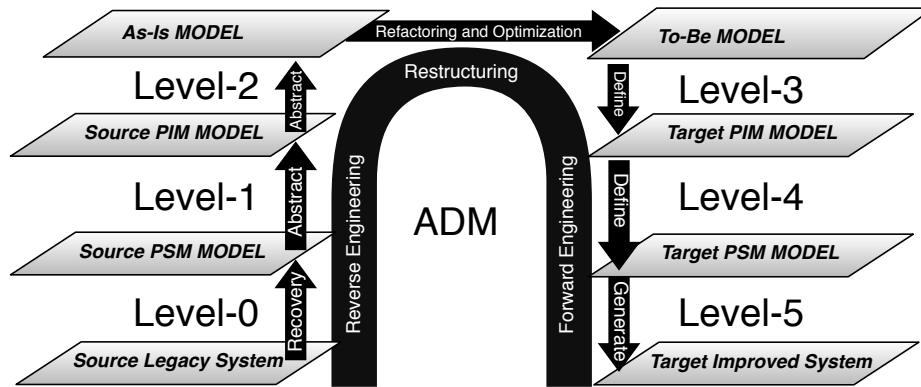 As-Is MODEL
Refactoring and Optimization
To-Be MODEL
Restructuring
Level-2
Abstract
Define
Level-3
Source PIM MODEL
Target PIM MODEL
Level-1
Abstract
Reverse Engineering
ADM
Forward Engineering
Define
Level-4
Source PSM MODEL
Target PSM MODEL
Level-0
Recovery
Generate
Level-5
Source Legacy System
Target Improved System